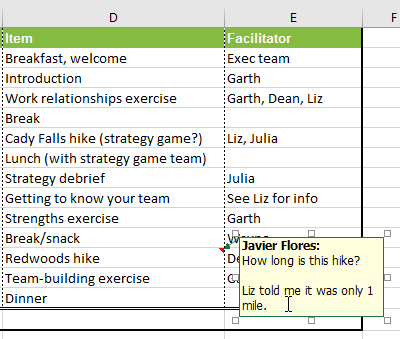 D E F
Item Facilitator
Breakfast, welcome Exec team
Introduction Garth
Work relationships exercise Garth, Dean, Liz
Break
Cady Falls hike (strategy game?) Liz, Julia
Lunch (with strategy game team)
Strategy debrief Julia
Getting to know your team See Liz for info
Strengths exercise Garth
Break/snack
Redwoods hike
Team-building exercise
Dinner
Javier Flores:
How long is this hike?
Liz told me it was only 1
mile.